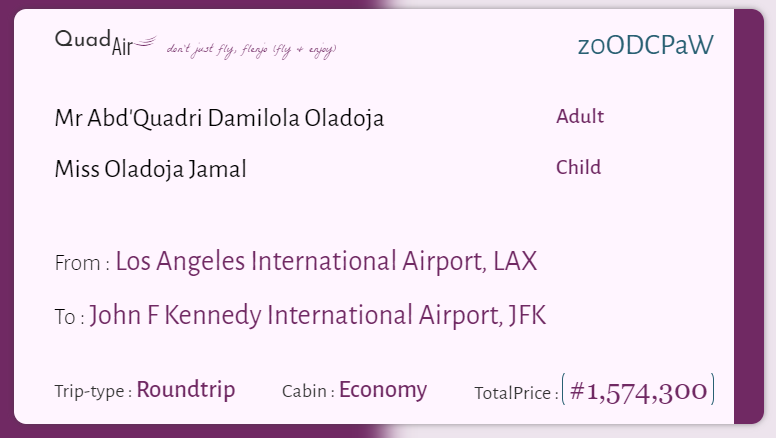 QuadAir don't just fly, flenjo (fly & enjoy) zoODCPaW
Mr Abd'Quadri Damilola Oladoja Adult
Miss Oladoja Jamal Child
From : Los Angeles International Airport, LAX
To : John F Kennedy International Airport, JFK
Trip-type : Roundtrip Cabin : Economy TotalPrice : #1,574,300